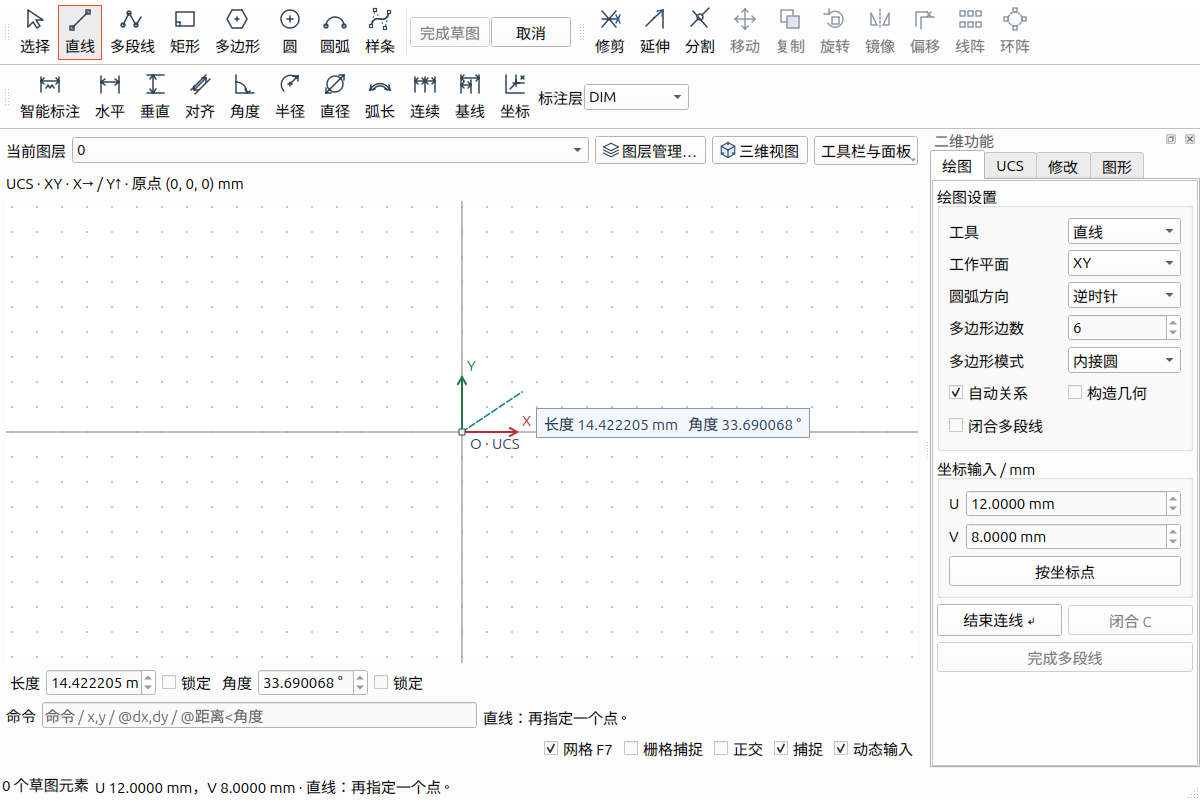 选择 直线 多段线 矩形 多边形 圆 圆弧 样条 完成草图 取消 修剪 延伸 分割 移动 复制 旋转 镜像 偏移 线阵 环阵
智能标注 水平 垂直 对齐 角度 半径 直径 弧长 连续 基线 坐标 标注层 DIM
当前图层 0 图层管理… 三维视图 工具栏与面板
UCS · XY · X→ / Y↑ · 原点 (0, 0, 0) mm
Y
X
O · UCS
长度 14.422205 mm 角度 33.690068 °
长度 14.422205 m 锁定 角度 33.690068 ° 锁定
命令 命令 / x,y / @dx,dy / @距离<角度 直线：再指定一个点。
网格 F7 栅格捕捉 正交 捕捉 动态输入
0 个草图元素 U 12.0000 mm，V 8.0000 mm · 直线：再指定一个点。
二维功能
绘图 UCS 修改 图形
绘图设置
工具 直线
工作平面 XY
圆弧方向 逆时针
多边形边数 6
多边形模式 内接圆
自动关系 构造几何
闭合多段线
坐标输入 / mm
U 12.0000 mm
V 8.0000 mm
按坐标点
结束连线 ↲ 闭合 C
完成多段线